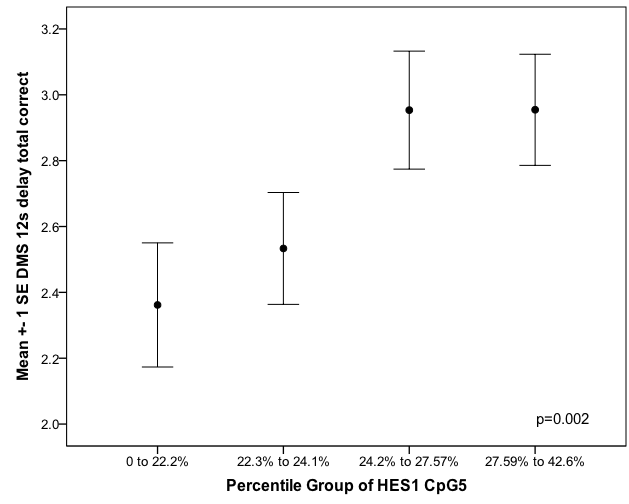 Mean +- 1 SE DMS 12s delay total correct
3.2
3.0
2.8
2.6
2.4
2.2
2.0
p=0.002
0 to 22.2% 22.3% to 24.1% 24.2% to 27.57% 27.59% to 42.6%
Percentile Group of HES1 CpG5